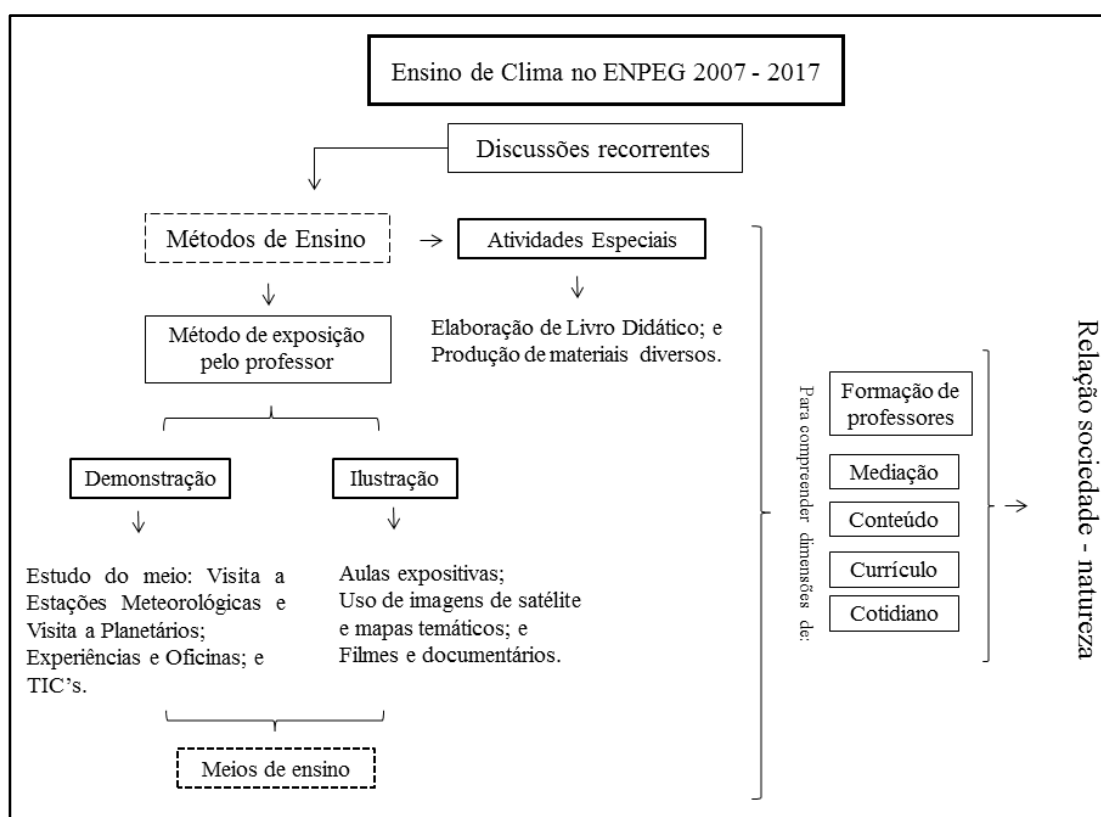 Ensino de Clima no ENPEG 2007 - 2017
Discussões recorrentes
Métodos de Ensino
Atividades Especiais
Método de exposição
pelo professor
Elaboração de Livro Didático; e
Produção de materiais diversos.
Demonstração
Ilustração
Estudo do meio: Visita a
Estações Meteorológicas e
Visita a Planetários;
Experiências e Oficinas; e
TIC's.
Aulas expositivas;
Uso de imagens de satélite
e mapas temáticos; e
Filmes e documentários.
Meios de ensino
Para compreender dimensões de:
Formação de
professores
Mediação
Conteúdo
Currículo
Cotidiano
Relação sociedade - natureza